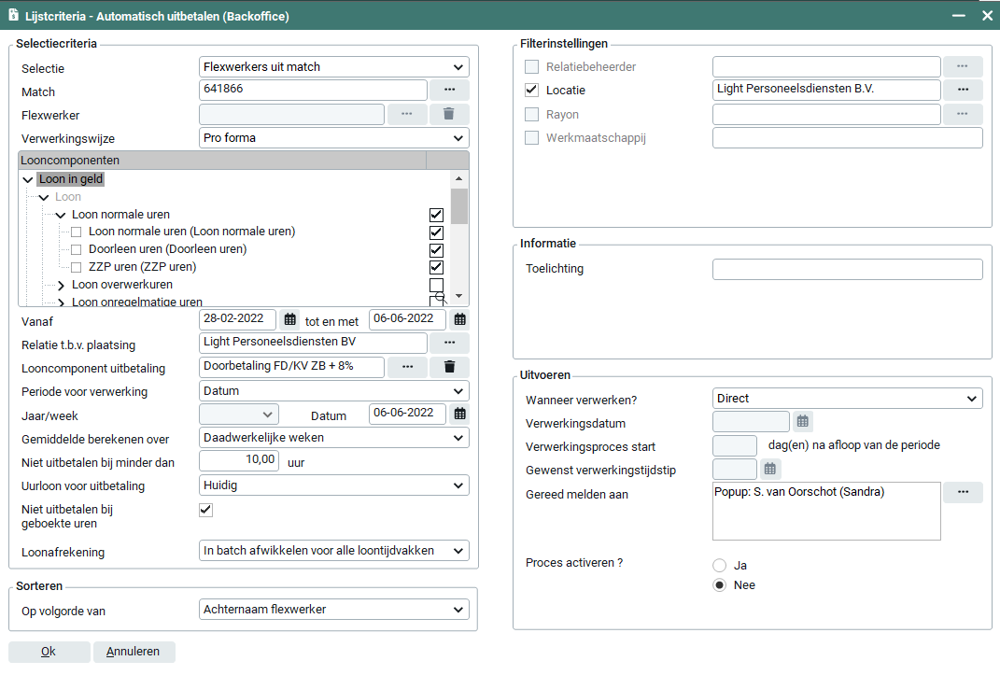 Lijstcriteria - Automatisch uitbetalen (Backoffice)
Selectiecriteria
Selectie Flexwerkers uit match
Match 641866
Flexwerker
Verwerkingswijze Pro forma
Looncomponenten
Loon in geld
Loon
Loon normale uren
Loon normale uren (Loon normale uren)
Doorleen uren (Doorleen uren)
ZZP uren (ZZP uren)
Loon overwerkuren
Loon onregelmatige uren
Vanaf 28-02-2022 tot en met 06-06-2022
Relatie t.b.v. plaatsing Light Personeelsdiensten BV
Looncomponent uitbetaling Doorbetaling FD/KV ZB + 8%
Periode voor verwerking Datum
Jaar/week Datum 06-06-2022
Gemiddelde berekenen over Daadwerkelijke weken
Niet uitbetalen bij minder dan 10,00 uur
Uurloon voor uitbetaling Huidig
Niet uitbetalen bij
geboekte uren
Loonafrekening In batch afwikkelen voor alle loontijdvakken
Sorteren
Op volgorde van Achternaam flexwerker
Ok Annuleren
Filterinstellingen
Relatiebeheerder
Locatie Light Personeelsdiensten B.V.
Rayon
Werkmaatschappij
Informatie
Toelichting
Uitvoeren
Wanneer verwerken? Direct
Verwerkingsdatum
Verwerkingsproces start dag(en) na afloop van de periode
Gewenst verwerkingstijdstip
Gereed melden aan Popup: S. van Oorschot (Sandra)
Proces activeren ? Ja
Nee